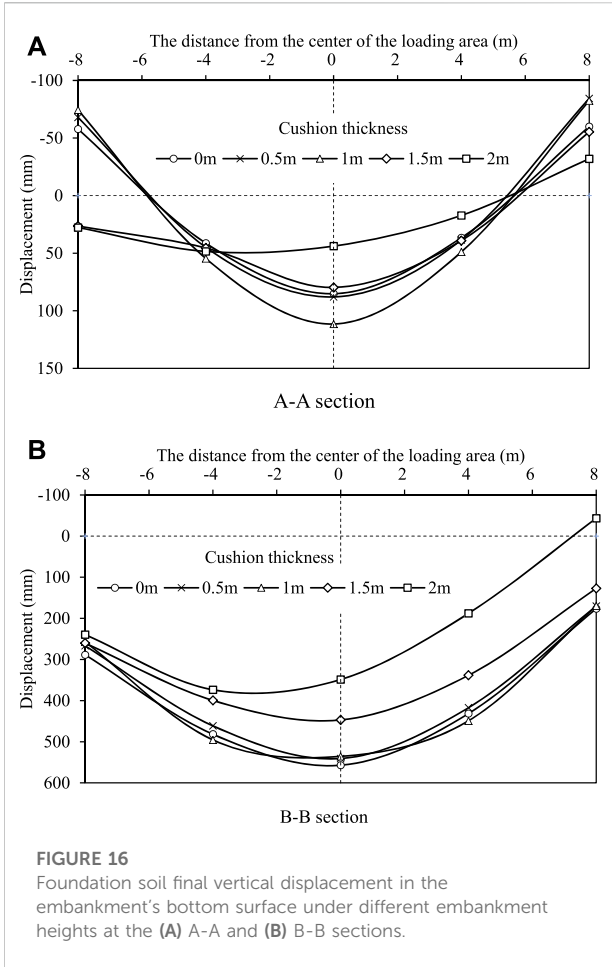 A
The distance from the center of the loading area (m)
-8 -6 -4 -2 0 2 4 6 8
-100
-50
0
50
100
150
Displacement (mm)
Cushion thickness
0m 0.5m 1m 1.5m 2m
A-A section
B
The distance from the center of the loading area (m)
-8 -6 -4 -2 0 2 4 6 8
-100
0
100
200
300
400
500
600
Displacement (mm)
Cushion thickness
0m 0.5m 1m 1.5m 2m
B-B section
FIGURE 16
Foundation soil final vertical displacement in the
embankment's bottom surface under different embankment
heights at the (A) A-A and (B) B-B sections.